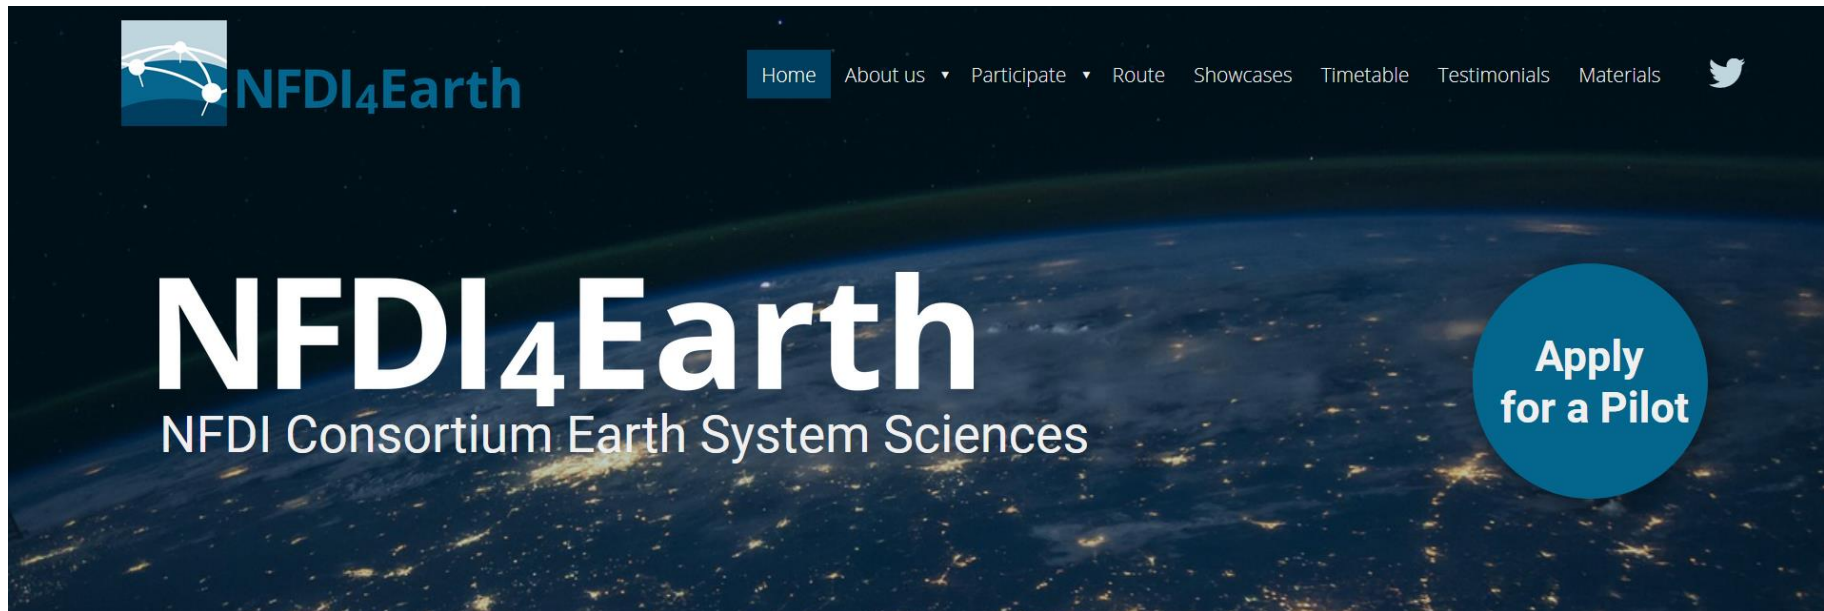 NFDI4Earth
Home About us ▾ Participate ▾ Route Showcases Timetable Testimonials Materials
NFDI4Earth
NFDI Consortium Earth System Sciences
Apply
for a Pilot